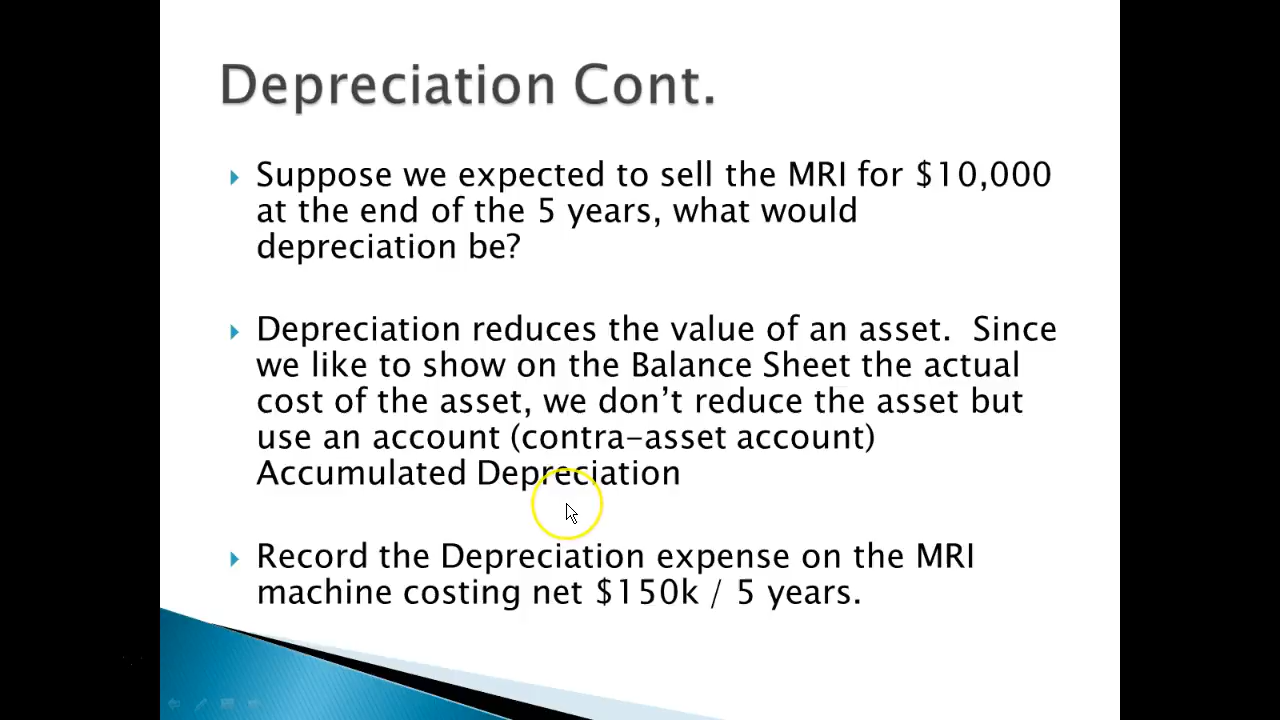 Depreciation Cont.
Suppose we expected to sell the MRI for $10,000
at the end of the 5 years, what would
depreciation be?
Depreciation reduces the value of an asset.  Since
we like to show on the Balance Sheet the actual
cost of the asset, we don’t reduce the asset but
use an account (contra-asset account)
Accumulated Depreciation
Record the Depreciation expense on the MRI
machine costing net $150k / 5 years.